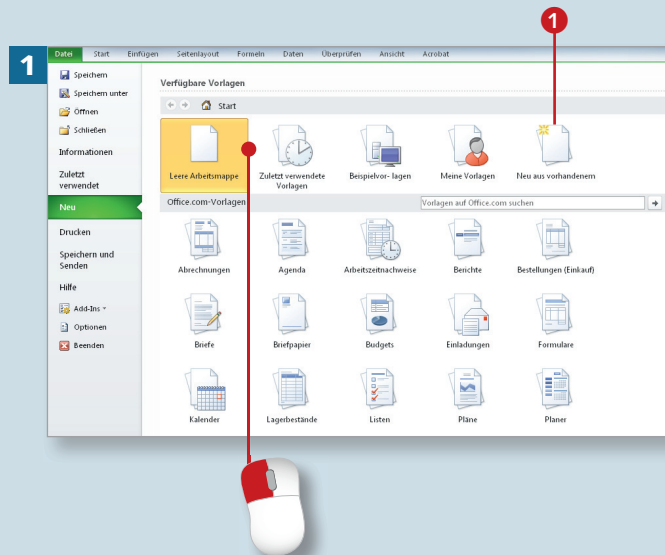 1
1
Datei Start Einfügen Seitenlayout Formeln Daten Überprüfen Ansicht Acrobat
Speichern
Speichern unter
Öffnen
Schließen
Informationen
Zuletzt
verwendet
Neu
Drucken
Speichern und
Senden
Hilfe
Add-Ins
Optionen
Beenden
Verfügbare Vorlagen
Start
Leere Arbeitsmappe
Zuletzt verwendete
Vorlagen
Beispielvor- lagen
Meine Vorlagen
Neu aus vorhandenem
Office.com-Vorlagen
Vorlagen auf Office.com suchen
Abrechnungen
Agenda
Arbeitszeitnachweise
Berichte
Bestellungen (Einkauf)
Briefe
Briefpapier
Budgets
Einladungen
Formulare
Kalender
Lagerbestände
Listen
Pläne
Planer